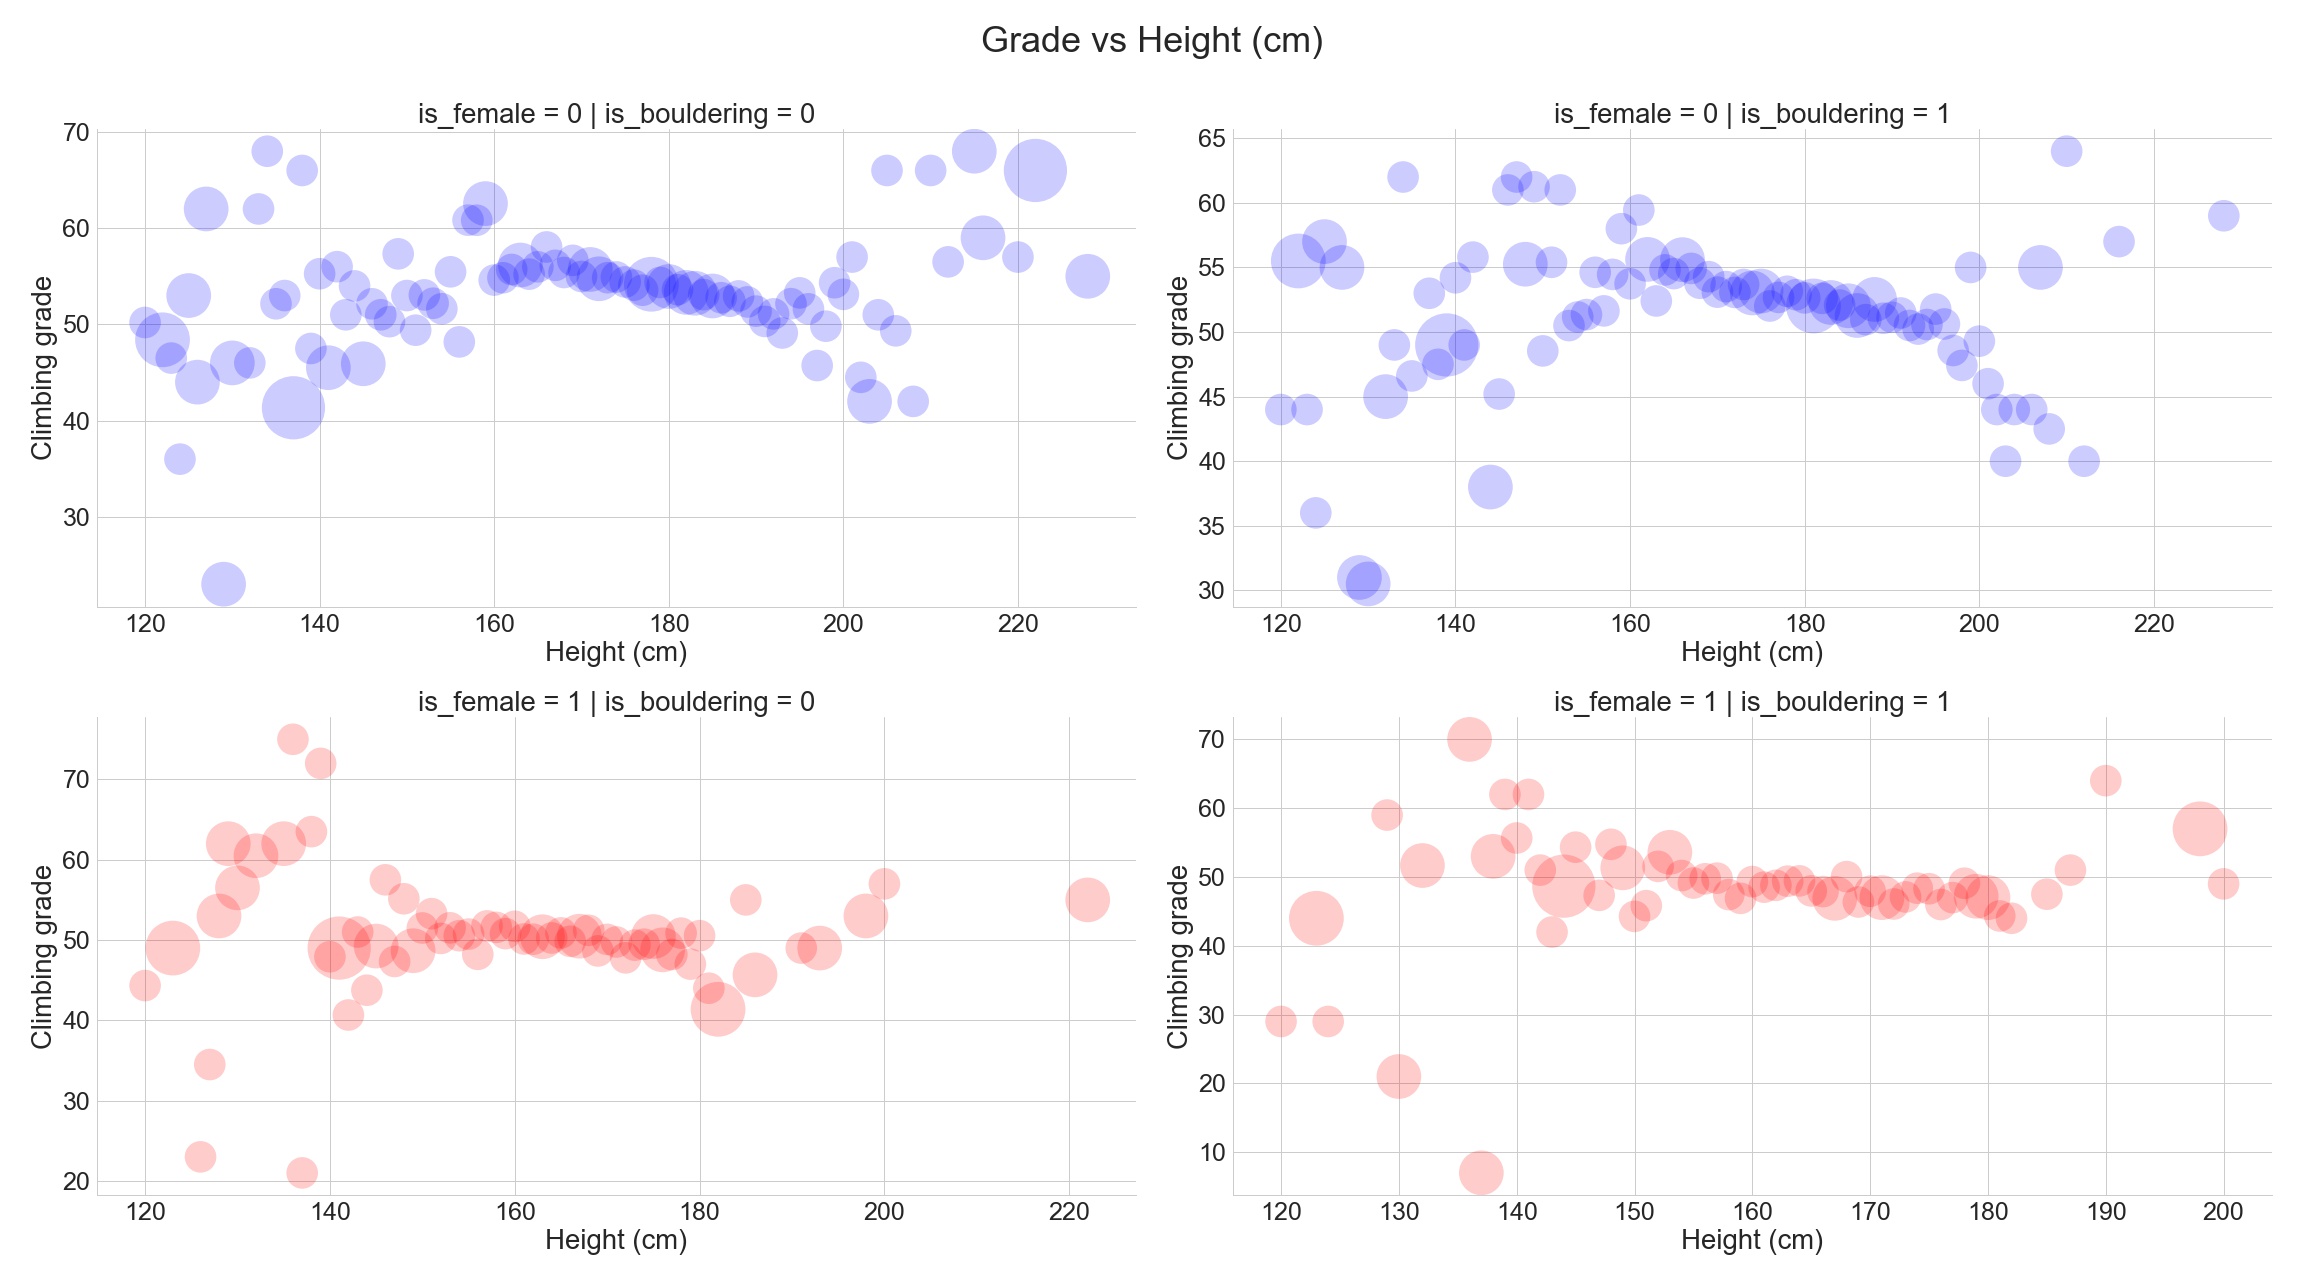 Grade vs Height (cm)
is_female = 0 | is_bouldering = 0
70
60
50
40
30
Climbing grade
120 140 160 180 200 220
Height (cm)
is_female = 0 | is_bouldering = 1
65
60
55
50
45
40
35
30
Climbing grade
120 140 160 180 200 220
Height (cm)
is_female = 1 | is_bouldering = 0
70
60
50
40
30
20
Climbing grade
120 140 160 180 200 220
Height (cm)
is_female = 1 | is_bouldering = 1
70
60
50
40
30
20
10
Climbing grade
120 130 140 150 160 170 180 190 200
Height (cm)